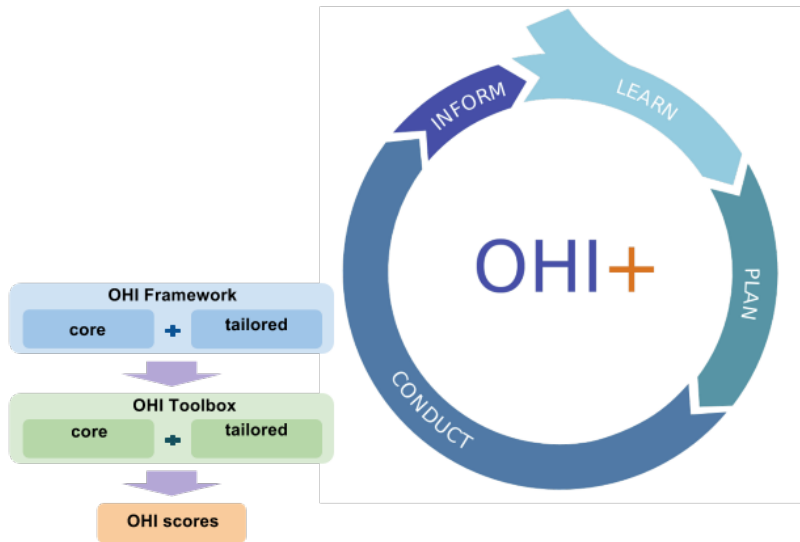 OHI Framework
core + tailored
OHI Toolbox
core + tailored
OHI scores
INFORM
LEARN
PLAN
CONDUCT
OHI+